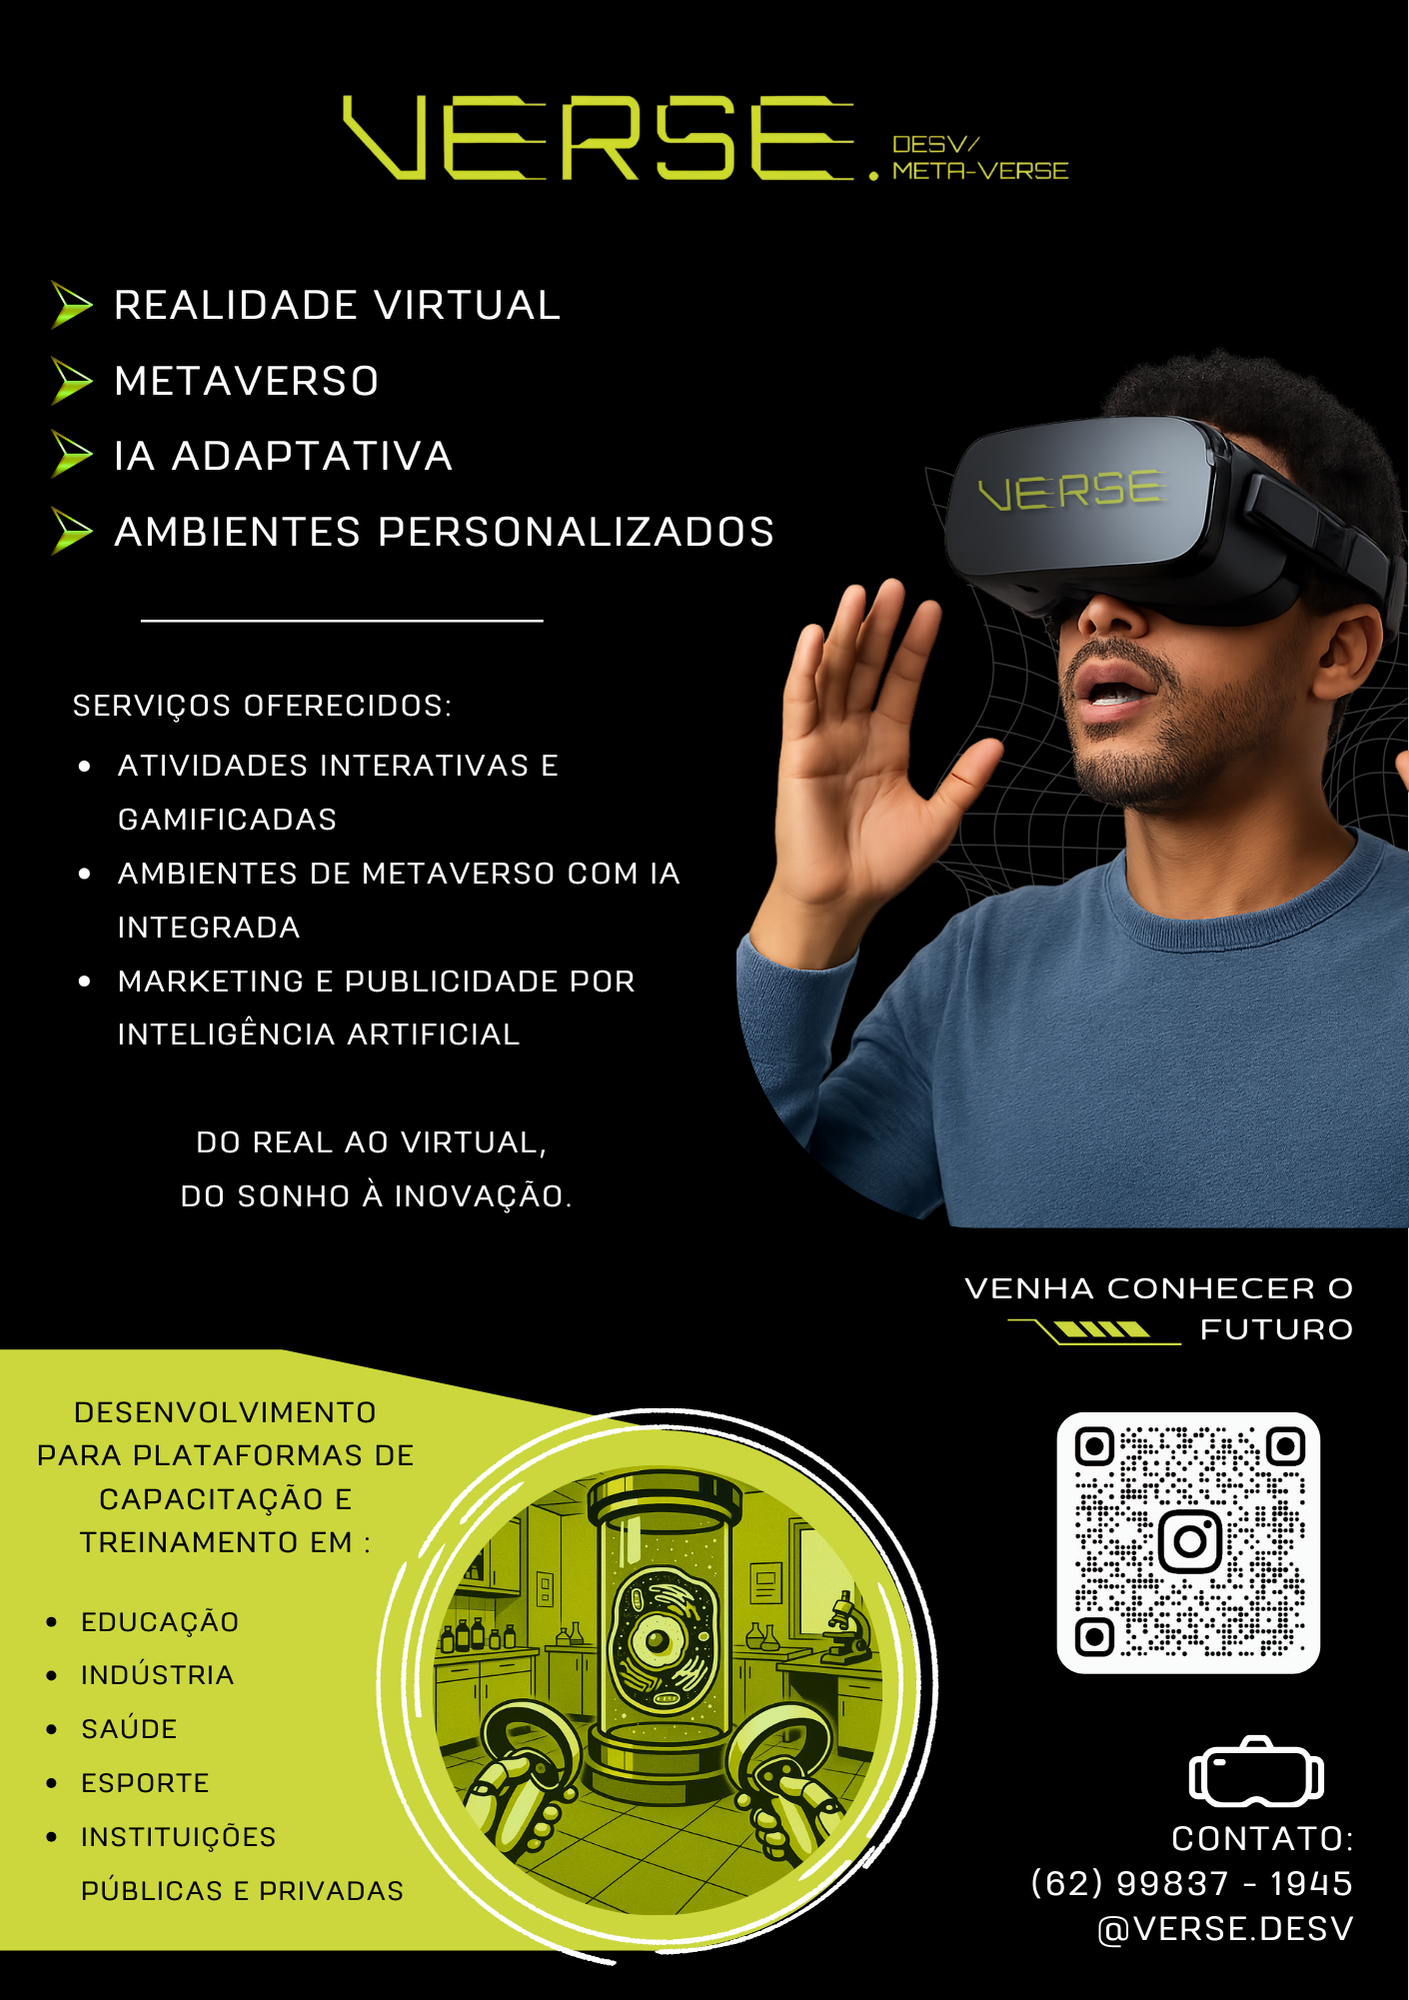 VERSE.
DESV/
META-VERSE
REALIDADE VIRTUAL
METAVERSO
IA ADAPTATIVA
AMBIENTES PERSONALIZADOS
VERSE
SERVIÇOS OFERECIDOS:
• ATIVIDADES INTERATIVAS E
GAMIFICADAS
• AMBIENTES DE METAVERSO COM IA
INTEGRADA
• MARKETING E PUBLICIDADE POR
INTELIGÊNCIA ARTIFICIAL
DO REAL AO VIRTUAL,
DO SONHO À INOVAÇÃO.
VENHA CONHECER O
FUTURO
DESENVOLVIMENTO
PARA PLATAFORMAS DE
CAPACITAÇÃO E
TREINAMENTO EM :
• EDUCAÇÃO
• INDÚSTRIA
• SAÚDE
• ESPORTE
• INSTITUIÇÕES
PÚBLICAS E PRIVADAS
CONTATO:
(62) 99837 - 1945
@VERSE.DESV